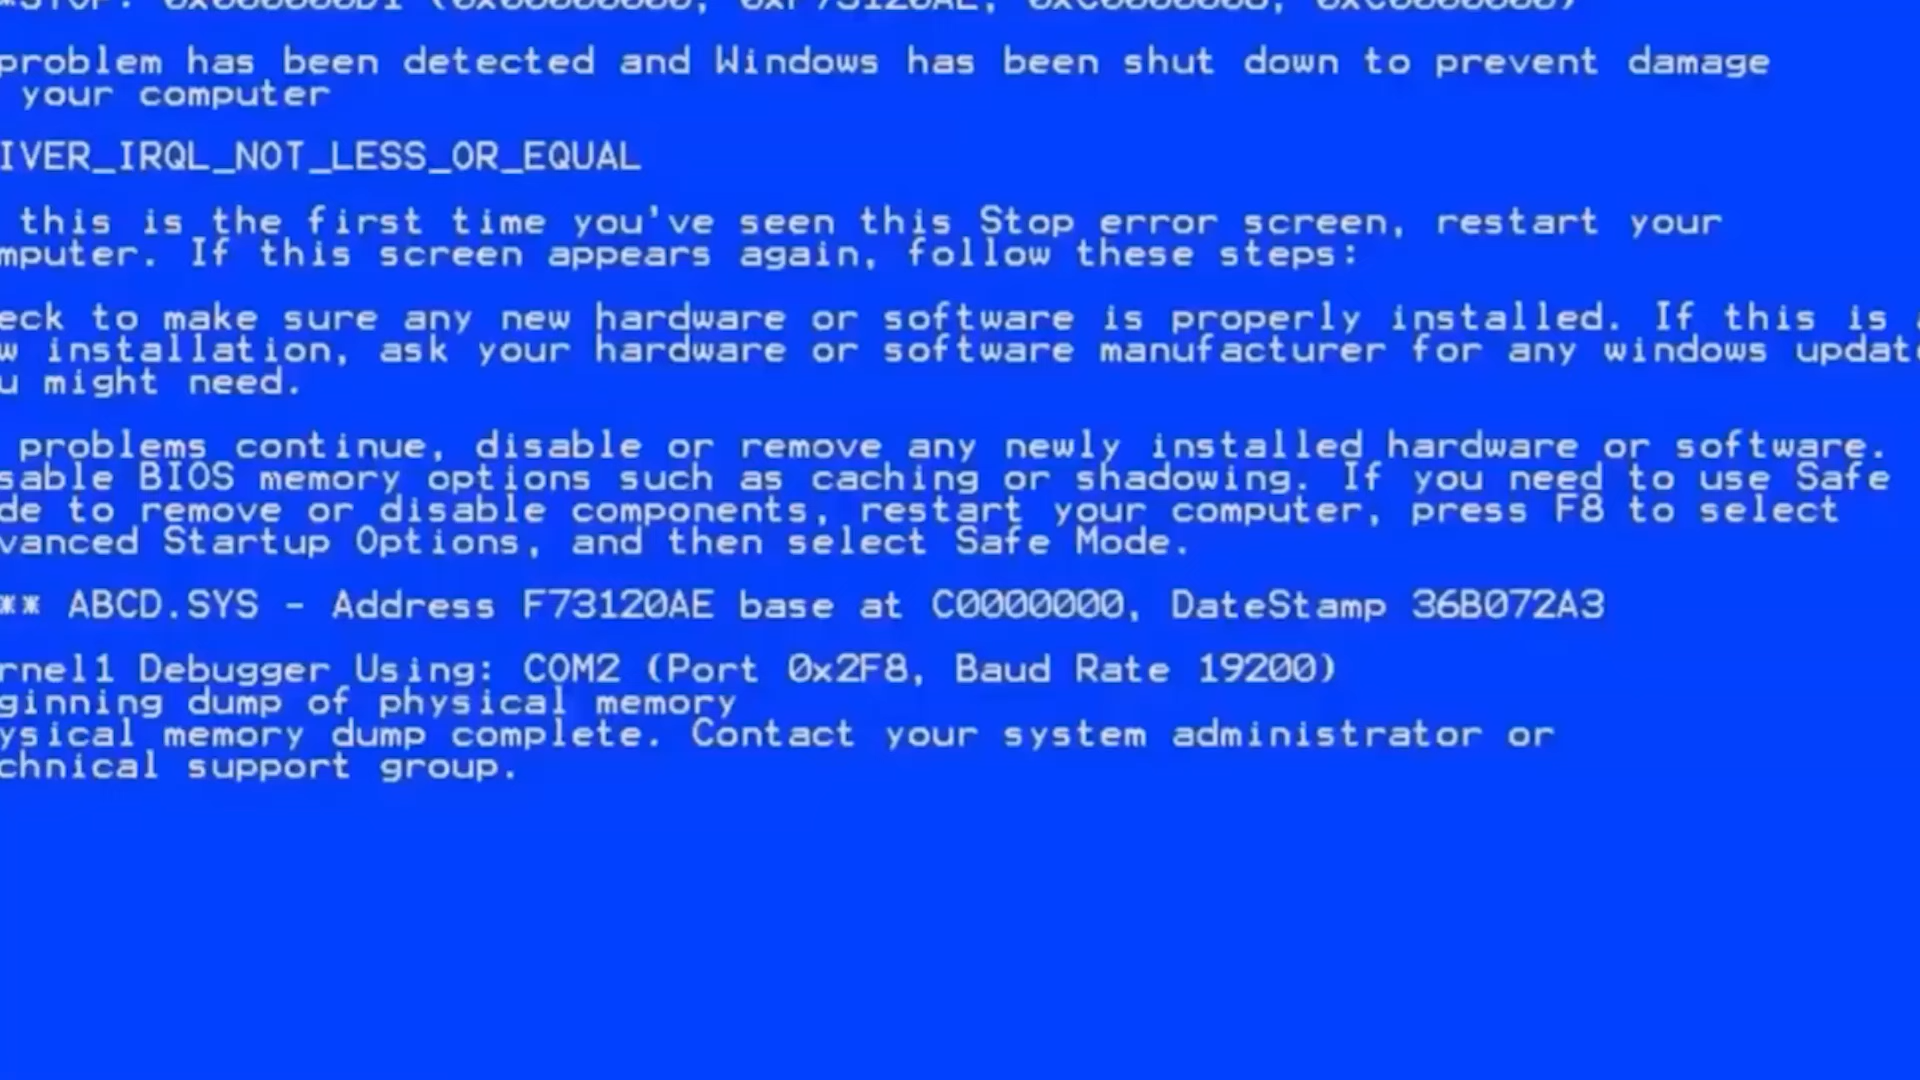 *STOP: 0x000000D1 (0x00000000, 0xF73120AE, 0xC0000008, 0xC0000000)
problem has been detected and Windows has been shut down to prevent damage
your computer
IVER_IRQL_NOT_LESS_OR_EQUAL
this is the first time you've seen this Stop error screen, restart your
mputer. If this screen appears again, follow these steps:
eck to make sure any new hardware or software is properly installed. If this is
w installation, ask your hardware or software manufacturer for any windows update
u might need.
problems continue, disable or remove any newly installed hardware or software.
sable BIOS memory options such as caching or shadowing. If you need to use Safe
de to remove or disable components, restart your computer, press F8 to select
vanced Startup Options, and then select Safe Mode.
** ABCD.SYS - Address F73120AE base at C0000000, DateStamp 36B072A3
rnel1 Debugger Using: COM2 (Port 0x2F8, Baud Rate 19200)
ginning dump of physical memory
ysical memory dump complete. Contact your system administrator or
chnical support group.